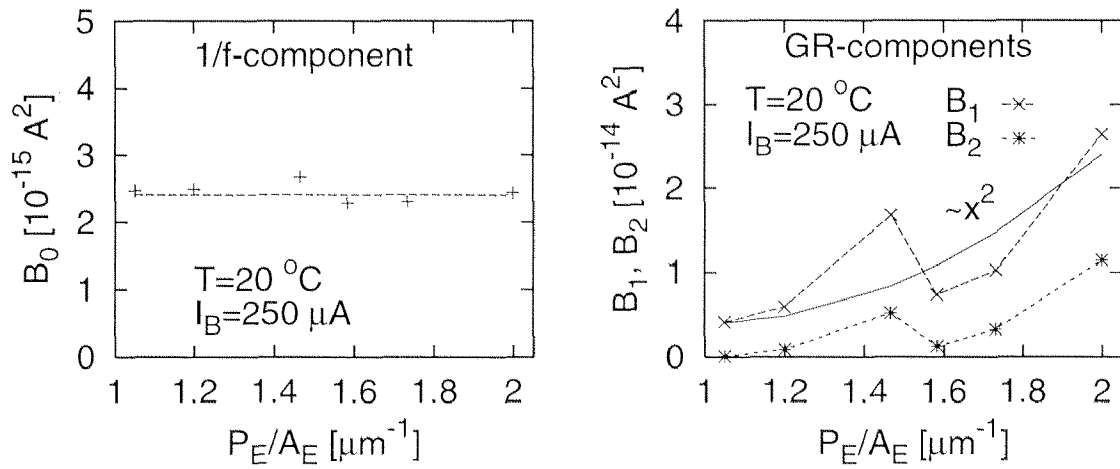 1/f-component
B0 [10-15 A2]
5
4
3
2
1
0
T=20 oC
IB=250 μA
1 1.2 1.4 1.6 1.8 2
PE/AE [μm-1]
GR-components
B1, B2 [10-14 A2]
4
3
2
1
0
T=20 oC B1
IB=250 μA B2
~x2
1 1.2 1.4 1.6 1.8 2
PE/AE [μm-1]